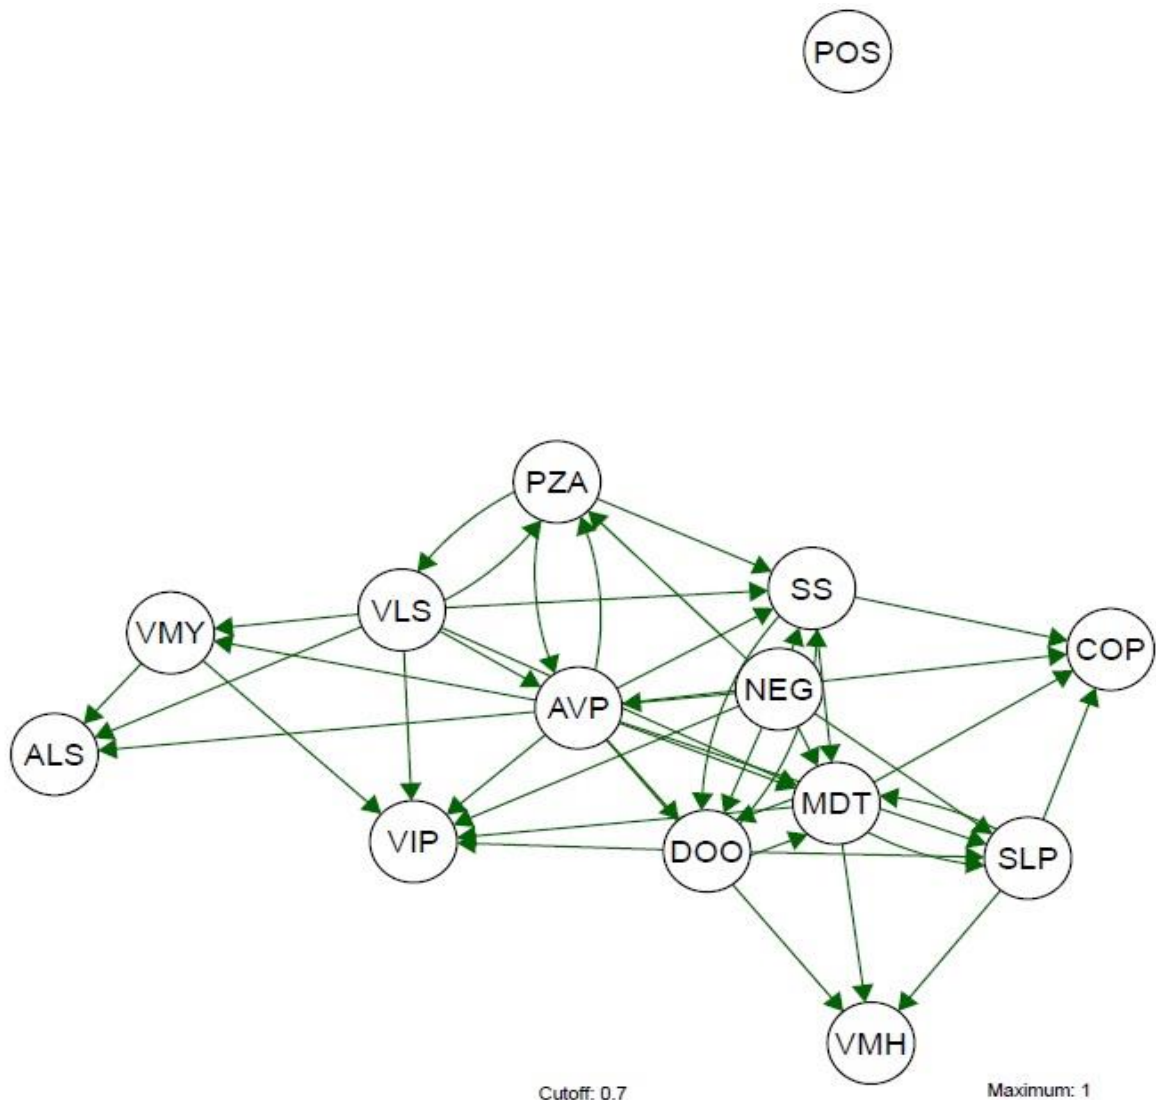 POS
PZA
SS
VLS
VMY
COP
NEG
AVP
ALS
MDT
VIP
DOO
SLP
VMH
Cutoff: 0.7
Maximum: 1